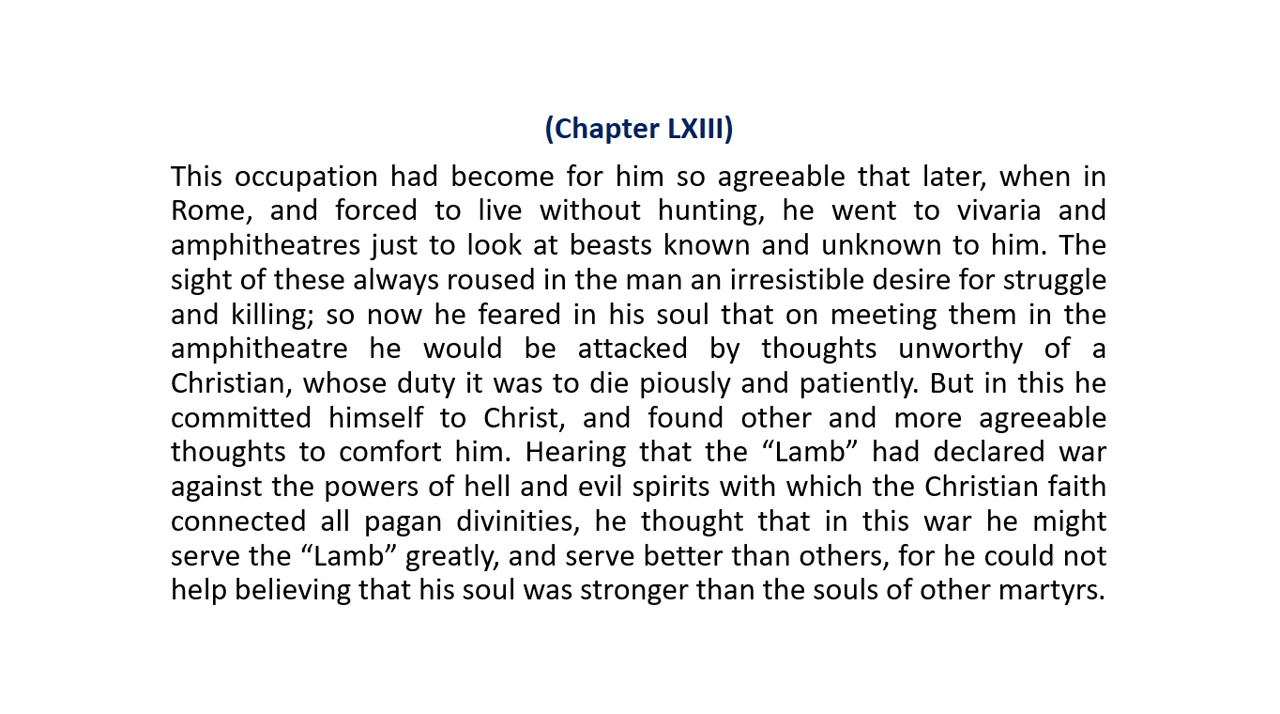 (Chapter LXIII)
This occupation had become for him so agreeable that later, when in
Rome, and forced to live without hunting, he went to vivaria and
amphitheatres just to look at beasts known and unknown to him. The
sight of these always roused in the man an irresistible desire for struggle
and killing; so now he feared in his soul that on meeting them in the
amphitheatre he would be attacked by thoughts unworthy of a
Christian, whose duty it was to die piously and patiently. But in this he
committed himself to Christ, and found other and more agreeable
thoughts to comfort him. Hearing that the “Lamb” had declared war
against the powers of hell and evil spirits with which the Christian faith
connected all pagan divinities, he thought that in this war he might
serve the “Lamb” greatly, and serve better than others, for he could not
help believing that his soul was stronger than the souls of other martyrs.